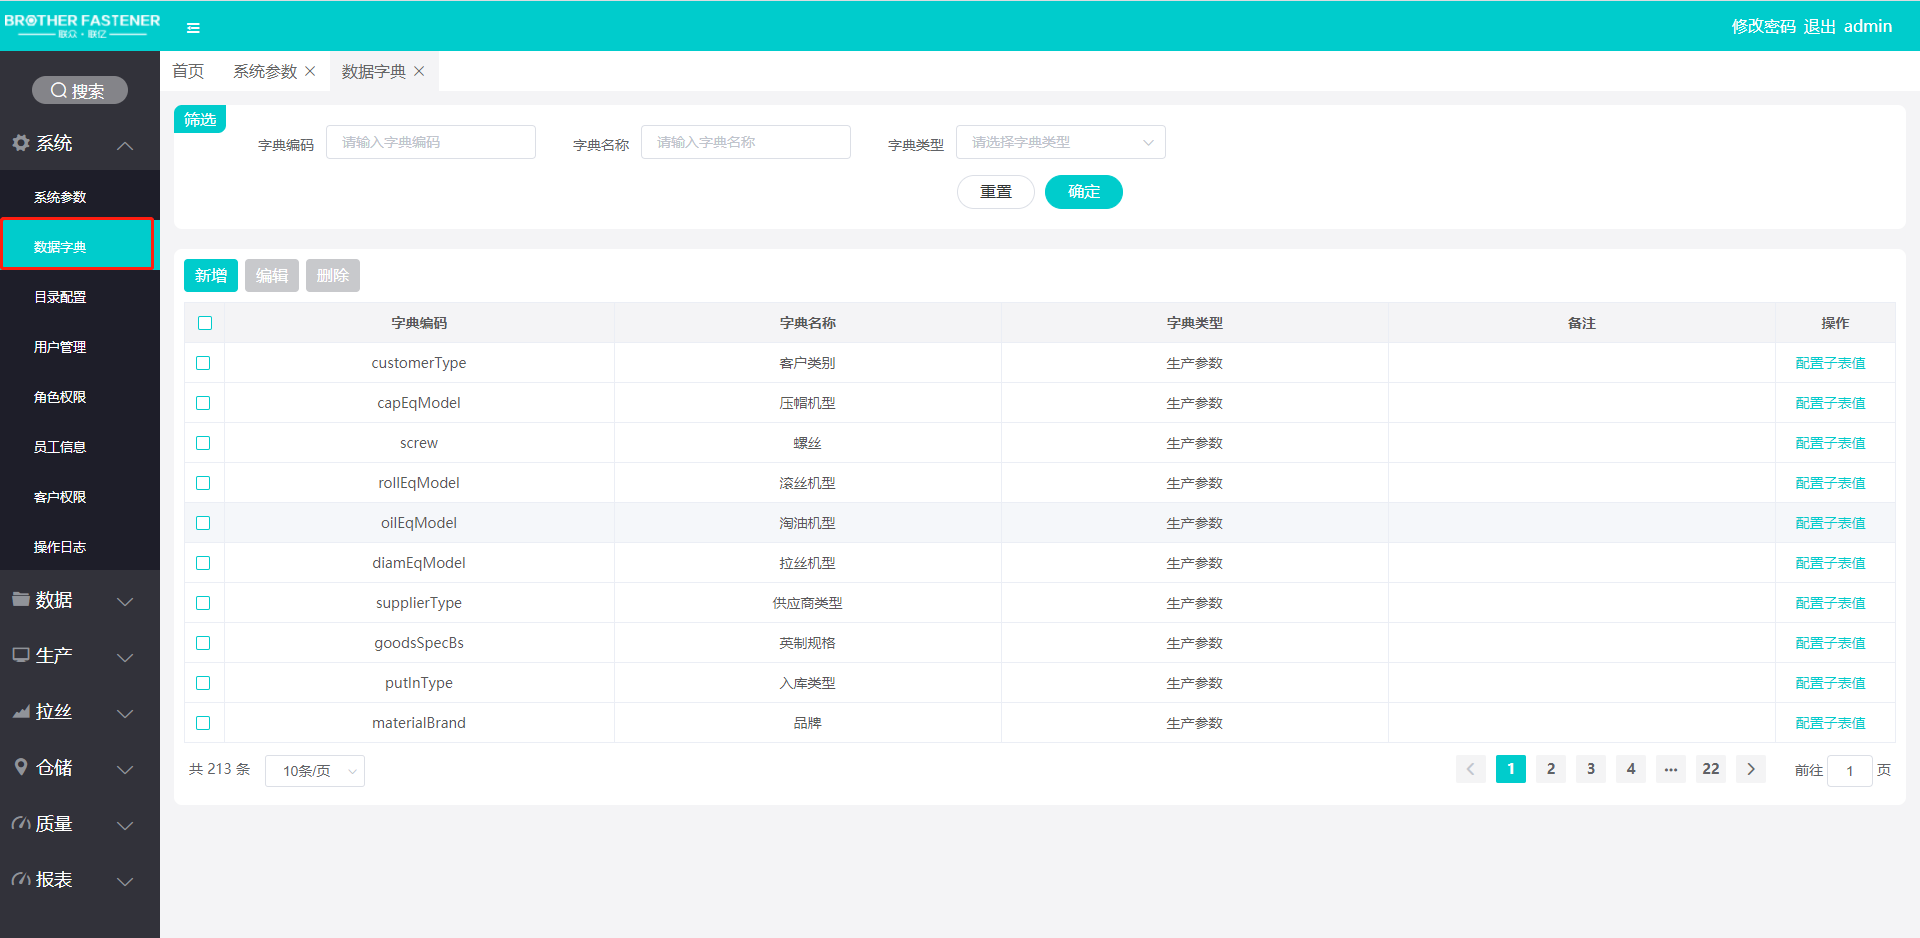 BROTHER FASTENER
联众·联亿
修改密码 退出 admin
搜索
系统
系统参数
数据字典
目录配置
用户管理
角色权限
员工信息
客户权限
操作日志
数据
生产
拉丝
仓储
质量
报表
首页 系统参数 数据字典
筛选
字典编码 请输入字典编码 字典名称 请输入字典名称 字典类型 请选择字典类型
重置 确定
新增 编辑 删除
字典编码 字典名称 字典类型 备注 操作
customerType 客户类别 生产参数 配置子表值
capEqModel 压帽机型 生产参数 配置子表值
screw 螺丝 生产参数 配置子表值
rollEqModel 滚丝机型 生产参数 配置子表值
oilEqModel 淘油机型 生产参数 配置子表值
diamEqModel 拉丝机型 生产参数 配置子表值
supplierType 供应商类型 生产参数 配置子表值
goodsSpecBs 英制规格 生产参数 配置子表值
putInType 入库类型 生产参数 配置子表值
materialBrand 品牌 生产参数 配置子表值
共 213 条 10条/页 1 2 3 4 ··· 22 前往 1 页